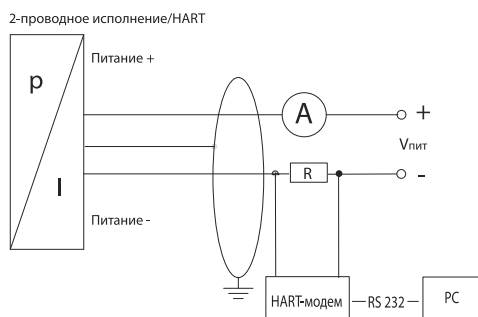 2-проводное исполнение/HART
Питание +
p
A
+
Vпит
R
-
I
Питание -
HART-модем
RS 232
PC